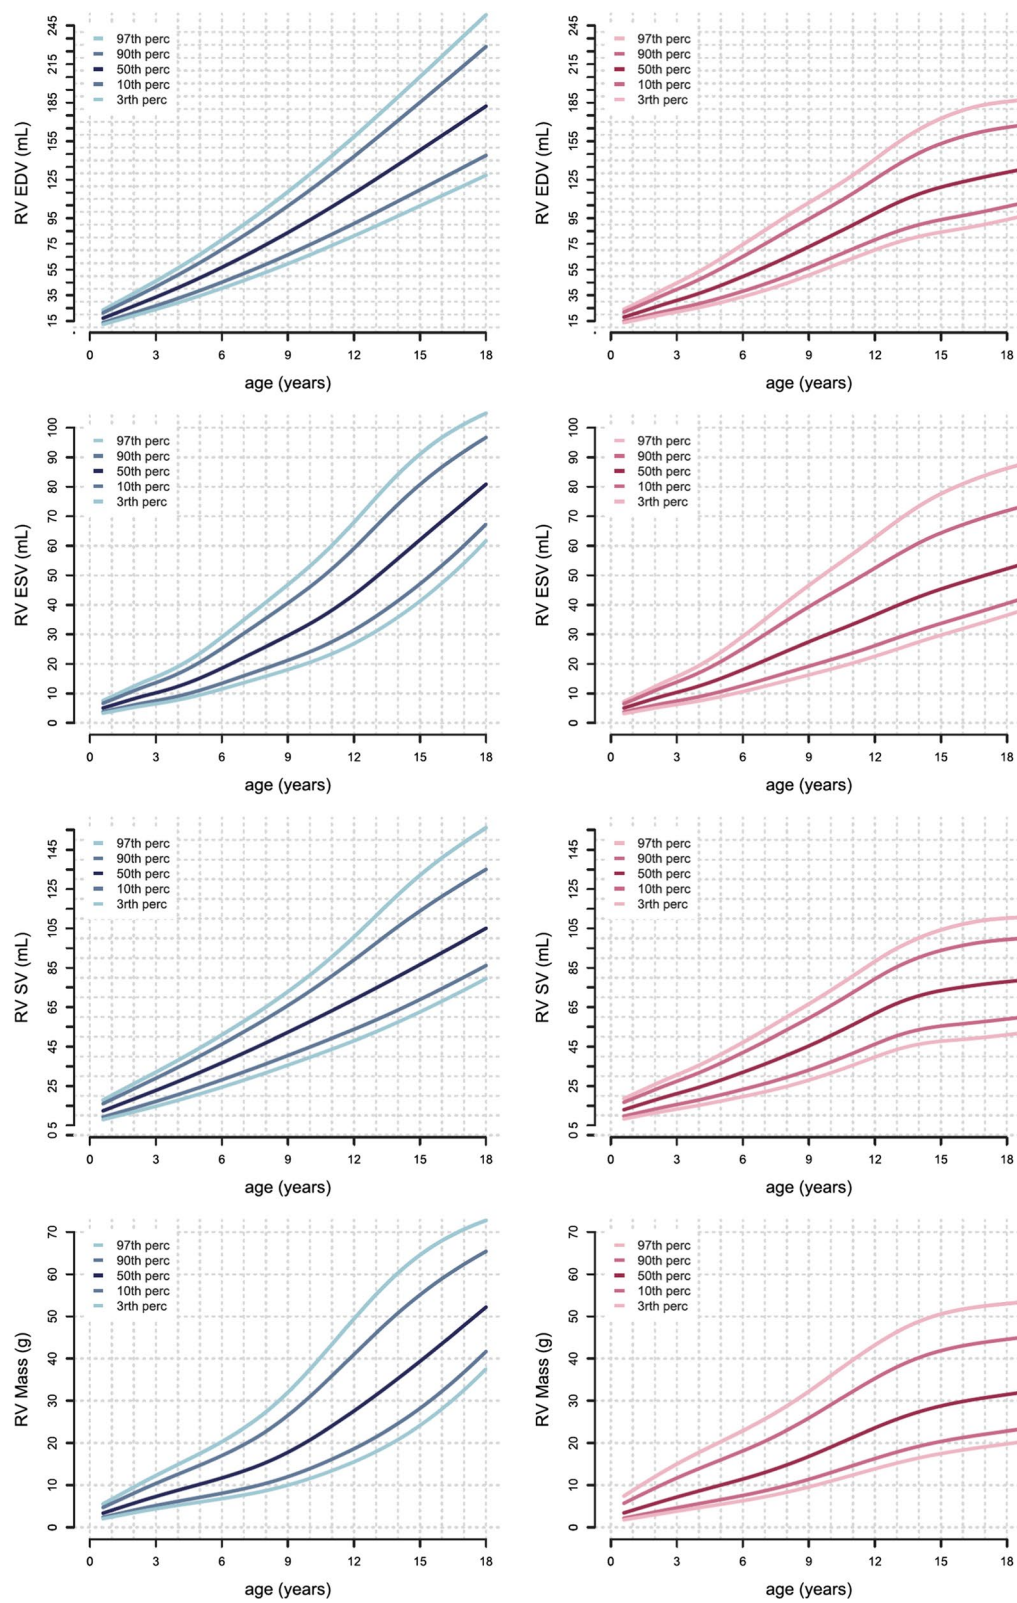 97th perc
90th perc
50th perc
10th perc
3rth perc
RV EDV (mL)
15 35 55 75 95 125 155 185 215 245
0 3 6 9 12 15 18
age (years)
97th perc
90th perc
50th perc
10th perc
3rth perc
RV EDV (mL)
15 35 55 75 95 125 155 185 215 245
0 3 6 9 12 15 18
age (years)
97th perc
90th perc
50th perc
10th perc
3rth perc
RV ESV (mL)
0 10 20 30 40 50 60 70 80 90 100
0 3 6 9 12 15 18
age (years)
97th perc
90th perc
50th perc
10th perc
3rth perc
RV ESV (mL)
0 10 20 30 40 50 60 70 80 90 100
0 3 6 9 12 15 18
age (years)
97th perc
90th perc
50th perc
10th perc
3rth perc
RV SV (mL)
0 5 25 45 65 85 105 125 145
0 3 6 9 12 15 18
age (years)
97th perc
90th perc
50th perc
10th perc
3rth perc
RV SV (mL)
0 5 25 45 65 85 105 125 145
0 3 6 9 12 15 18
age (years)
97th perc
90th perc
50th perc
10th perc
3rth perc
RV Mass (g)
0 10 20 30 40 50 60 70
0 3 6 9 12 15 18
age (years)
97th perc
90th perc
50th perc
10th perc
3rth perc
RV Mass (g)
0 10 20 30 40 50 60 70
0 3 6 9 12 15 18
age (years)